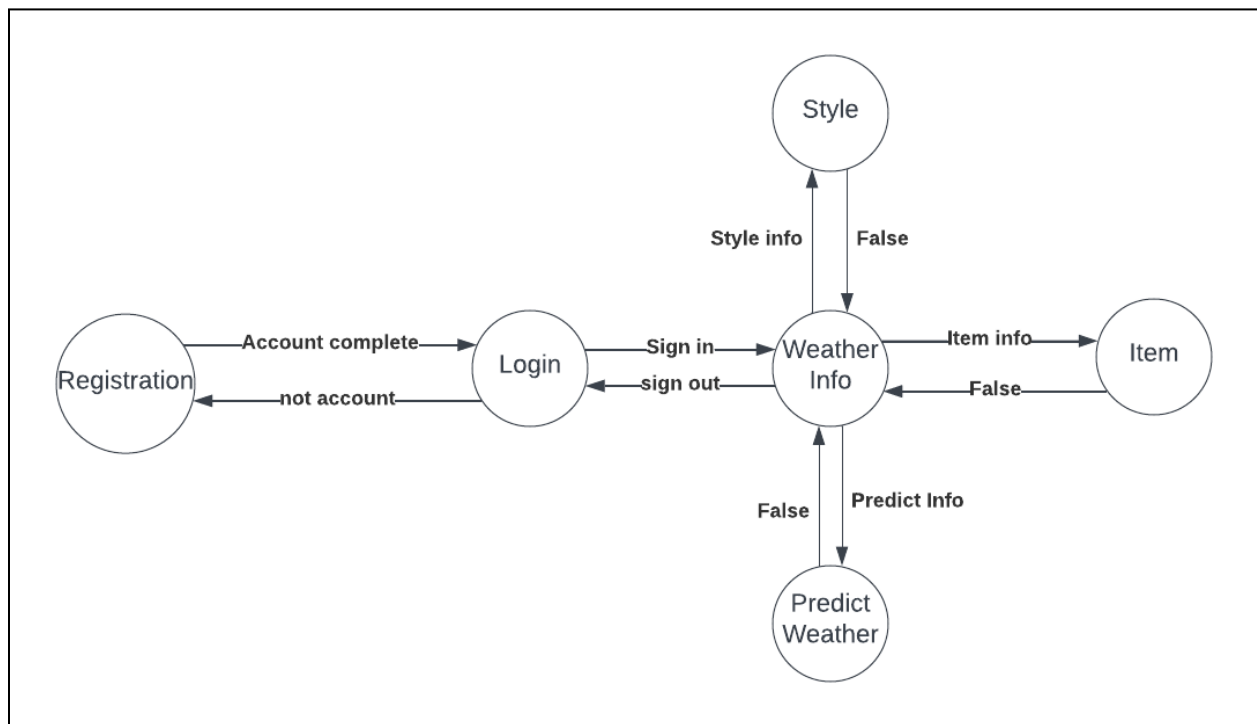 Style
Style info
False
Account complete
Registration
not account
Login
Sign in
sign out
Weather
Info
Item info
False
Item
False
Predict Info
Predict
Weather